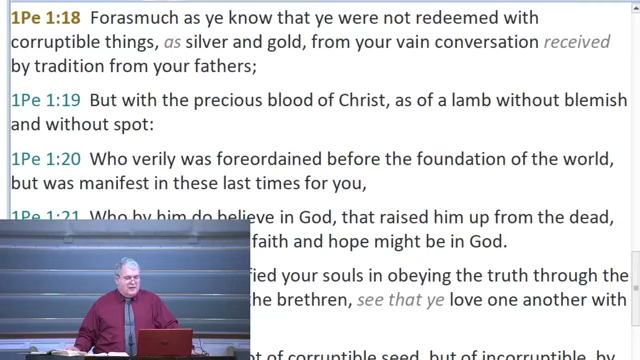 1Pe 1:18 Forasmuch as ye know that ye were not redeemed with
corruptible things, as silver and gold, from your vain conversation received
by tradition from your fathers;
1Pe 1:19 But with the precious blood of Christ, as of a lamb without blemish
and without spot:
1Pe 1:20 Who verily was foreordained before the foundation of the world,
but was manifest in these last times for you,
1Pe 1:21 Who by him do believe in God, that raised him up from the dead,
faith and hope might be in God.
your souls in obeying the truth through the
the brethren, see that ye love one another with
of corruptible seed, but of incorruptible, by